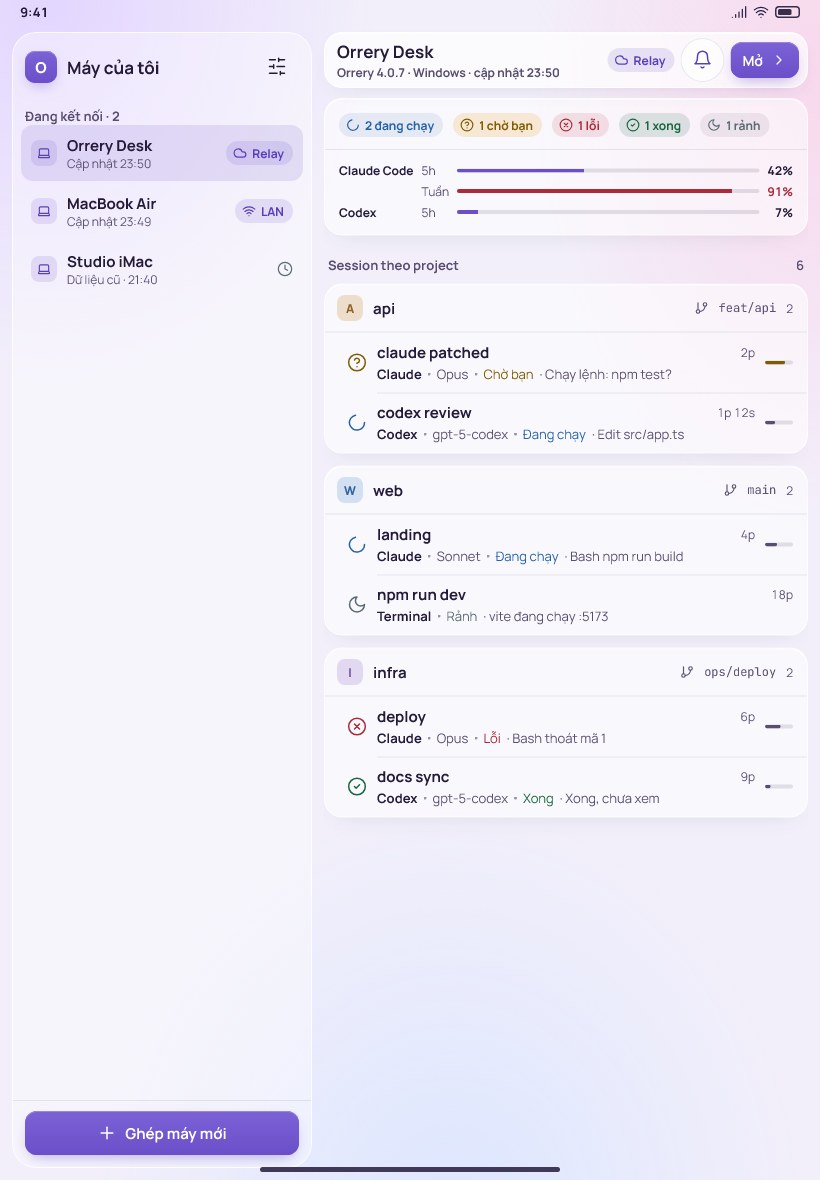 9:41
O Máy của tôi
Đang kết nối · 2
Orrery Desk
Cập nhật 23:50
Relay
MacBook Air
Cập nhật 23:49
LAN
Studio iMac
Dữ liệu cũ · 21:40
Ghép máy mới
Orrery Desk
Orrery 4.0.7 · Windows · cập nhật 23:50
Relay
Mở
2 đang chạy 1 chờ bạn 1 lỗi 1 xong 1 rảnh
Claude Code 5h 42%
Tuần 91%
Codex 5h 7%
Session theo project 6
A api feat/api 2
claude patched 2p
Claude • Opus • Chờ bạn · Chạy lệnh: npm test?
codex review 1p 12s
Codex • gpt-5-codex • Đang chạy · Edit src/app.ts
W web main 2
landing 4p
Claude • Sonnet • Đang chạy · Bash npm run build
npm run dev 18p
Terminal • Rảnh · vite đang chạy :5173
I infra ops/deploy 2
deploy 6p
Claude • Opus • Lỗi · Bash thoát mã 1
docs sync 9p
Codex • gpt-5-codex • Xong · Xong, chưa xem